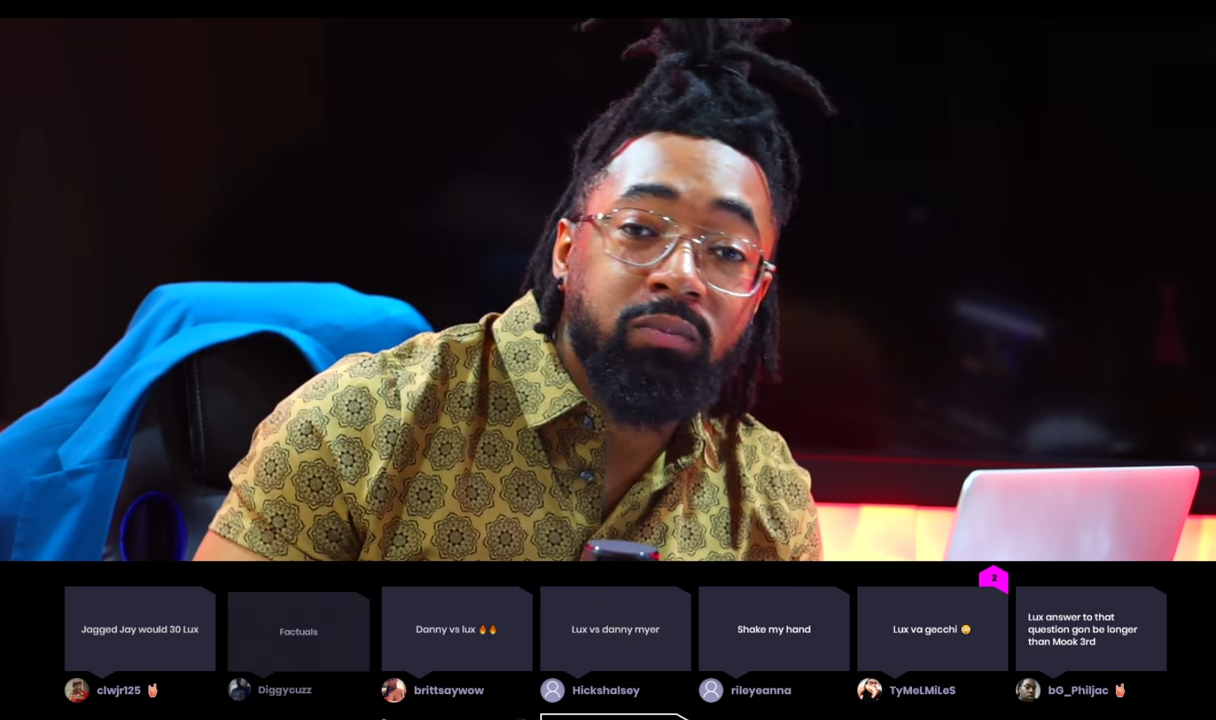 2
Jagged Jay would 30 Lux
Factuals
Danny vs lux 🔥🔥
Lux vs danny myer
Shake my hand
Lux va gecchi 😳
Lux answer to that
question gon be longer
than Mook 3rd
clwjr125 🤘🏻
Diggycuzz
brittsaywow
Hickshalsey
rileyeanna
TyMeLMiLeS
bG_Philjac 🤘🏻